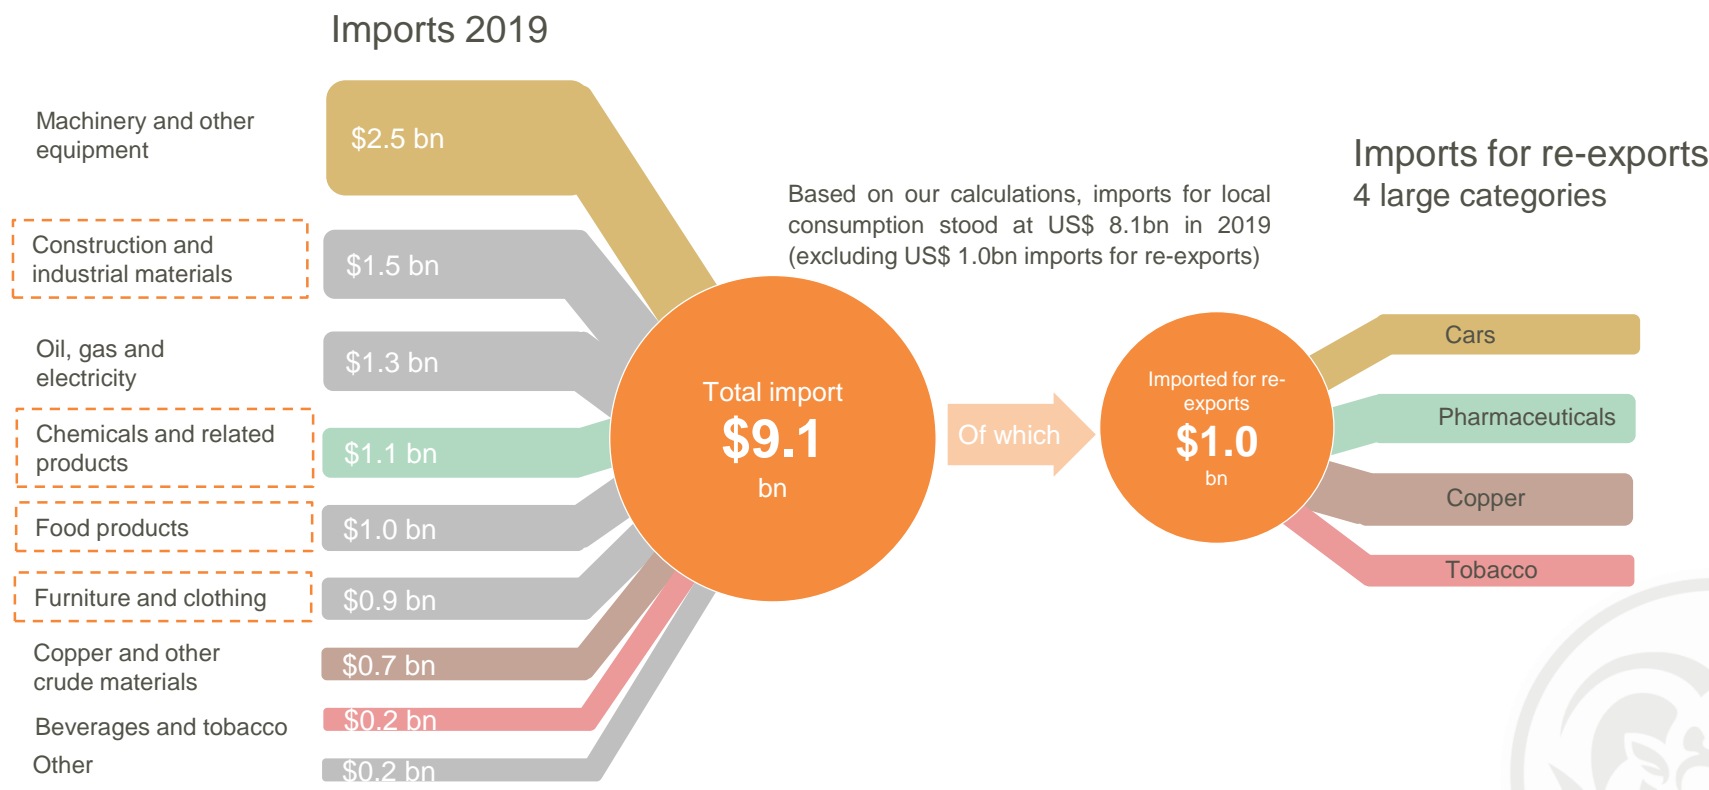 Imports 2019
Machinery and other
equipment
$2.5 bn
Construction and
industrial materials
$1.5 bn
Oil, gas and
electricity
$1.3 bn
Chemicals and related
products
$1.1 bn
Food products
$1.0 bn
Furniture and clothing
$0.9 bn
Copper and other
crude materials
$0.7 bn
Beverages and tobacco
$0.2 bn
Other
$0.2 bn
Total import
$9.1
bn
Based on our calculations, imports for local
consumption stood at US$ 8.1bn in 2019
(excluding US$ 1.0bn imports for re-exports)
Of which
Imported for re-
exports
$1.0
bn
Imports for re-exports
4 large categories
Cars
Pharmaceuticals
Copper
Tobacco